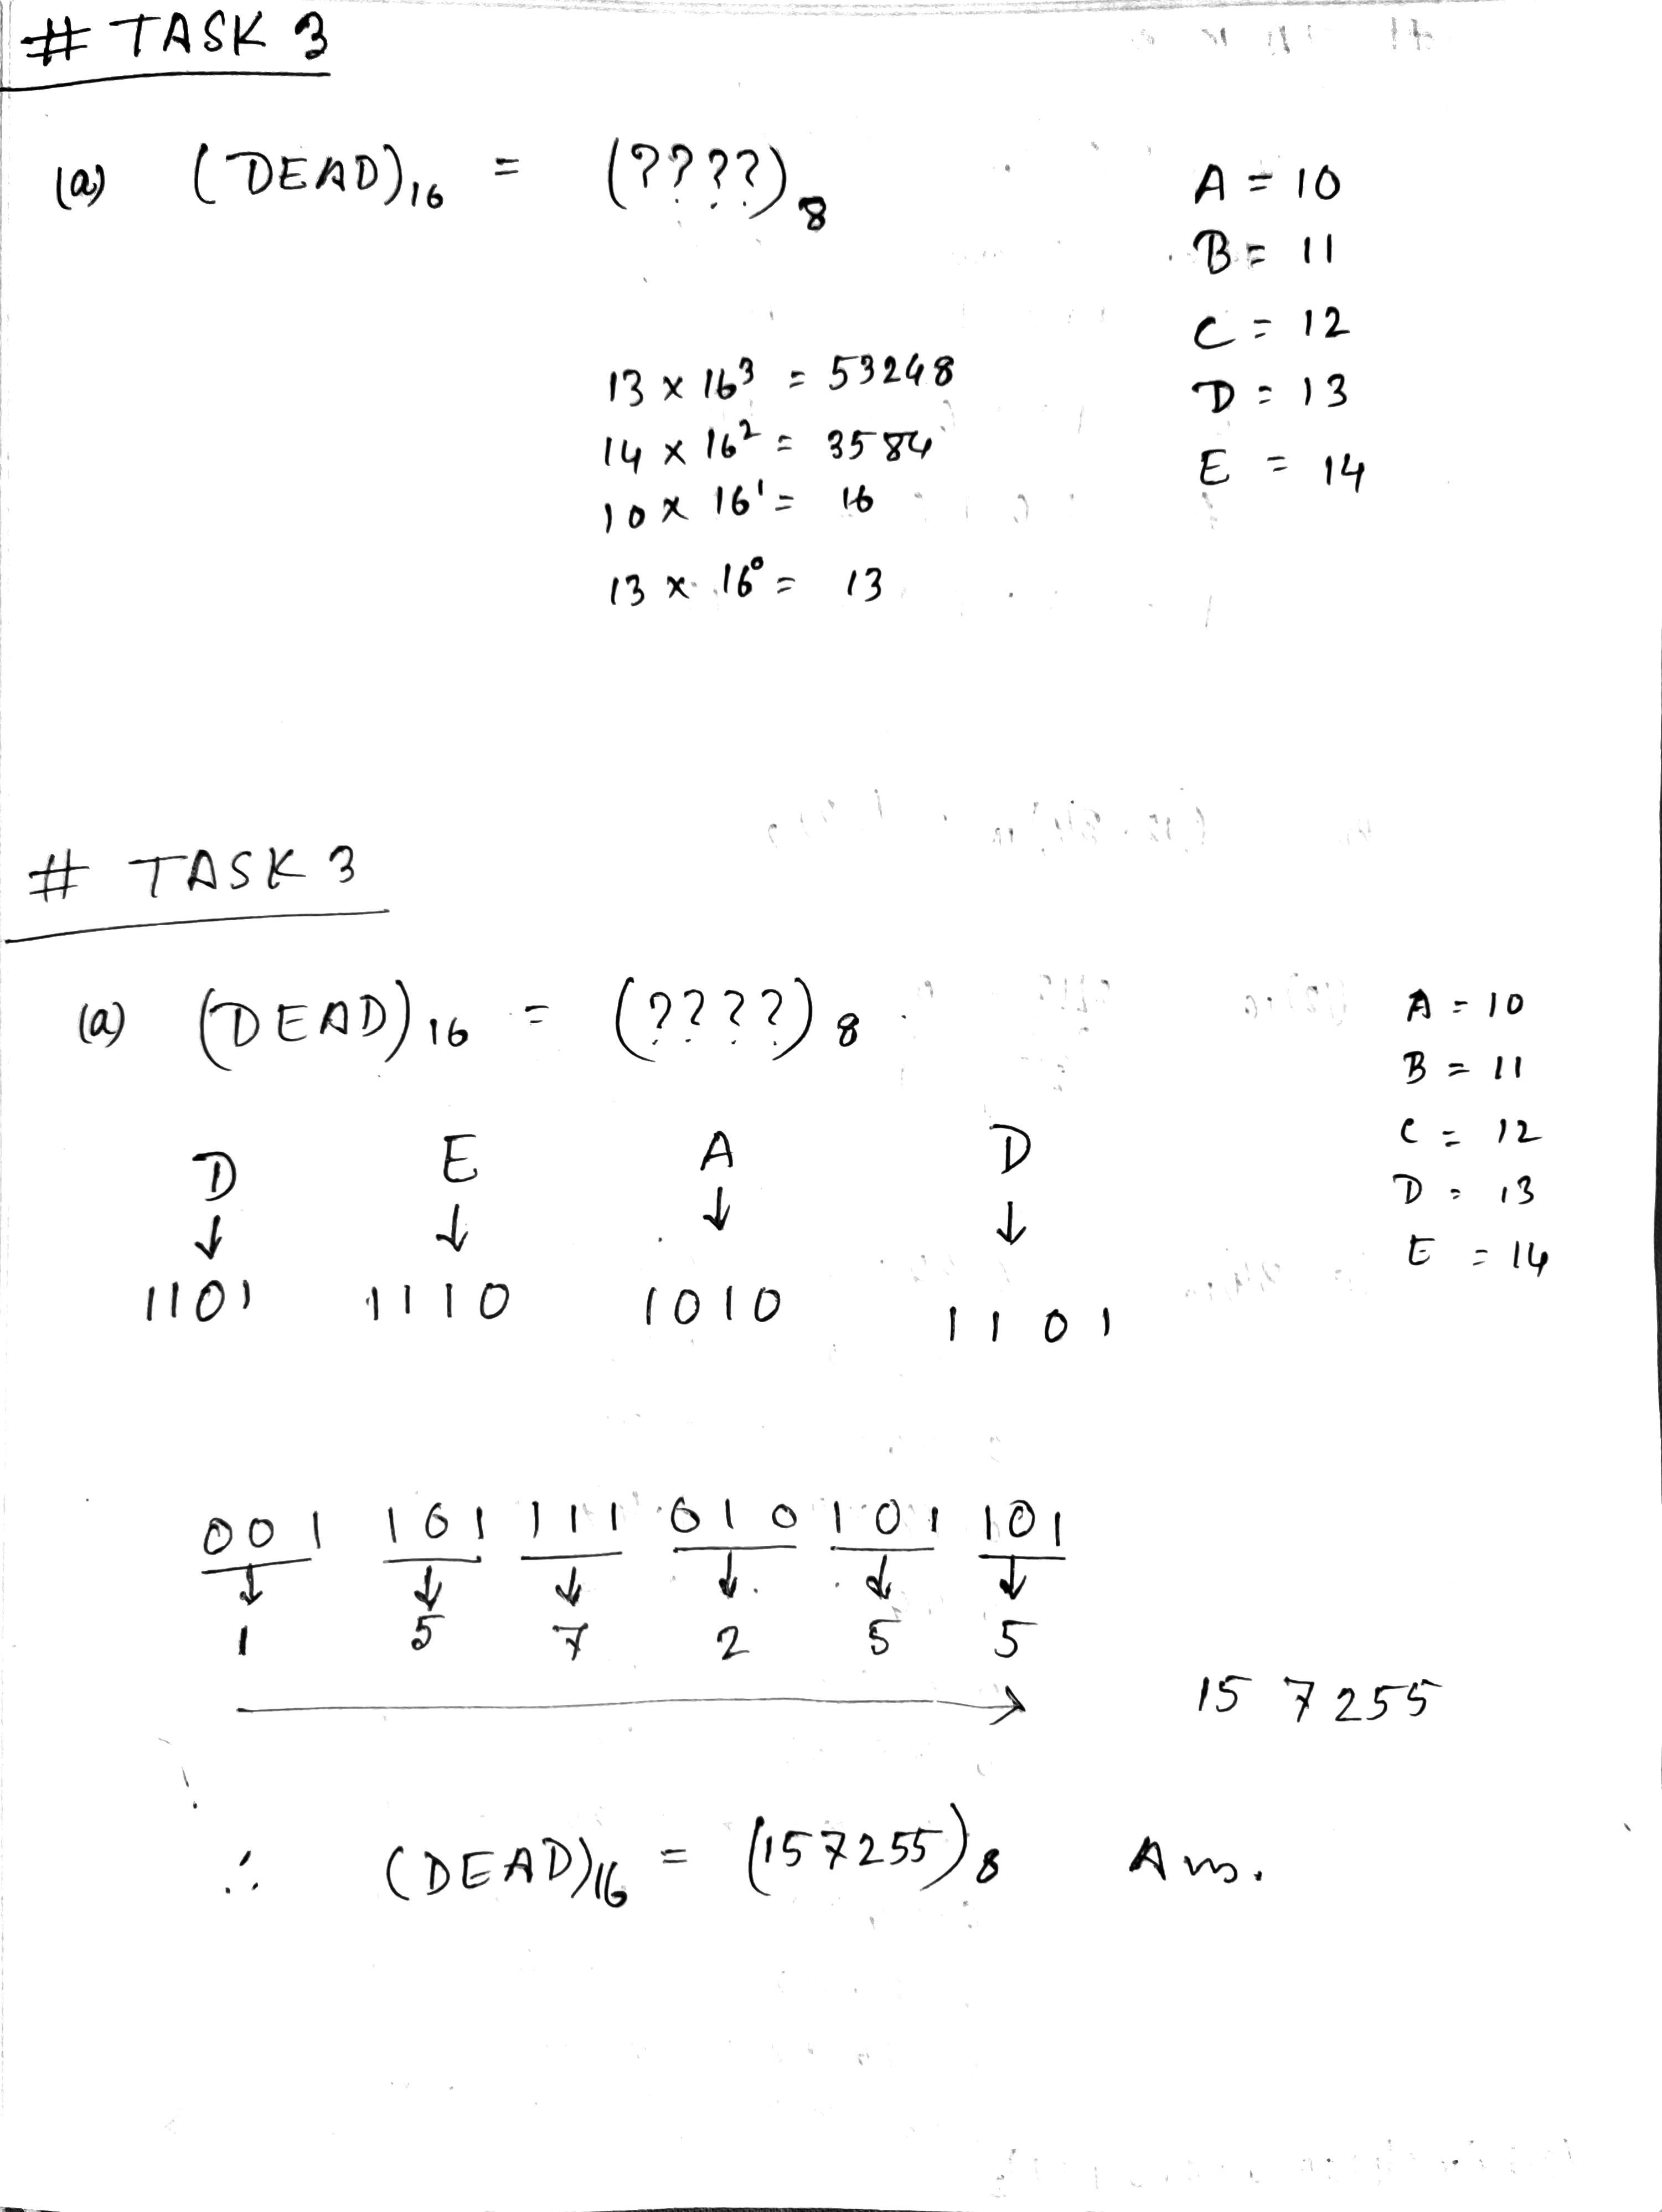 # TASK 3
(a) (DEAD)₁₆ = (????)₈
A = 10
B = 11
C = 12
D = 13
E = 14
13 x 16³ = 53248
14 x 16² = 3584
10 x 16¹ = 16
13 x 16⁰ = 13
# TASK 3
(a) (DEAD)₁₆ = (????)₈
A = 10
B = 11
C = 12
D = 13
E = 14
D E A D
↓ ↓ ↓ ↓
1101 1110 1010 1101
001 101 111 010 101 101
↓ ↓ ↓ ↓ ↓ ↓
1 5 7 2 5 5
157255
∴ (DEAD)₁₆ = (157255)₈ Ans.